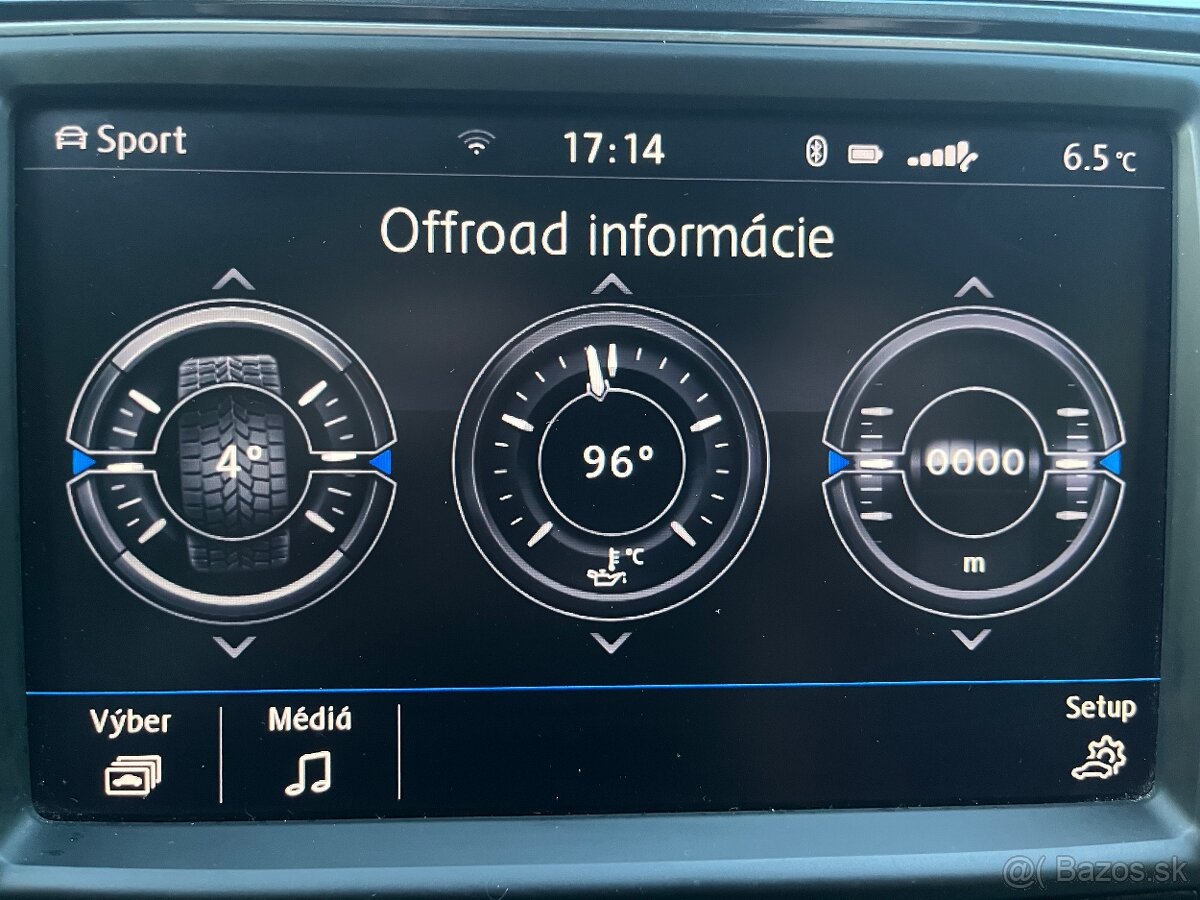 Sport 17:14 6.5 °C
Offroad informácie
4° 96° 0000
°C m
Výber Médiá Setup
@( Bazos.sk